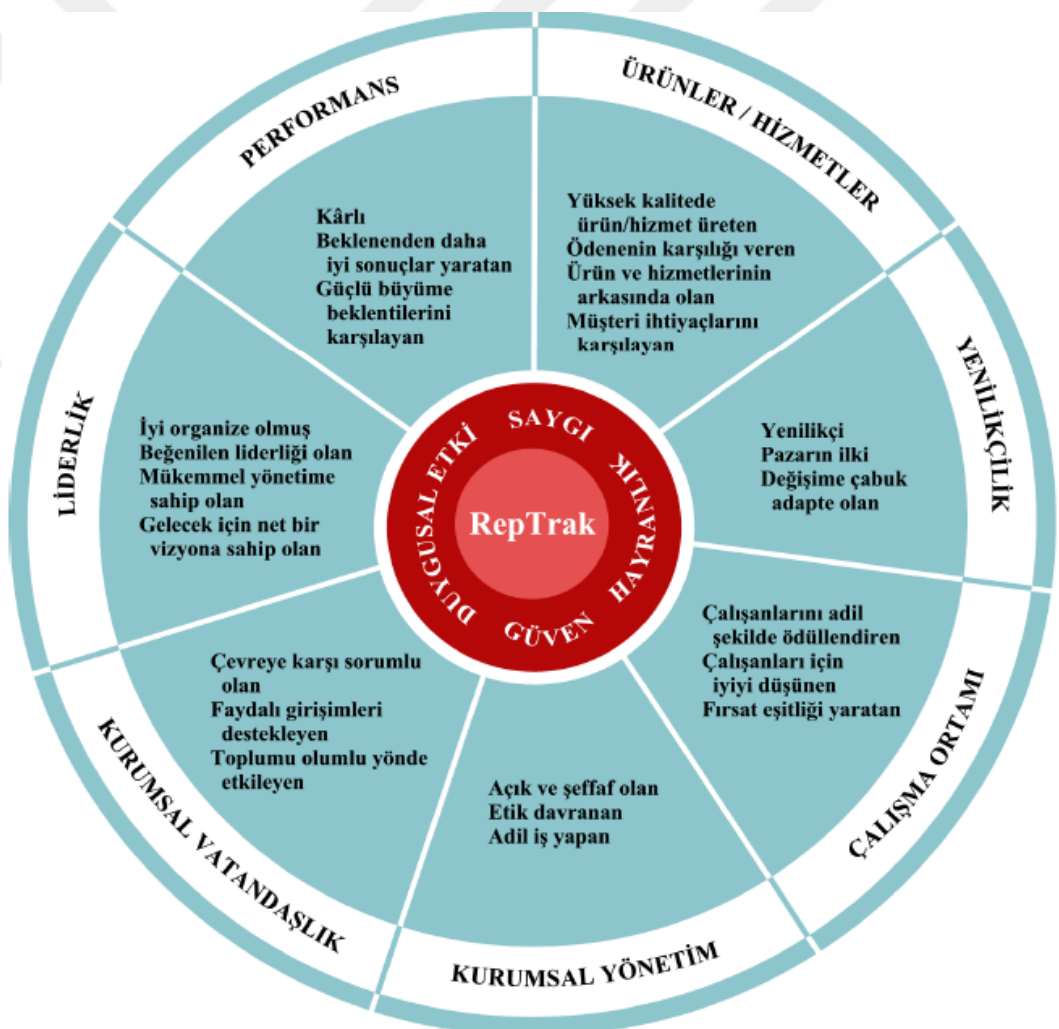 PERFORMANS
Kârlı
Beklenenden daha
iyi sonuçlar yaratan
Güçlü büyüme
beklentilerini
karşılayan
ÜRÜNLER / HİZMETLER
Yüksek kalitede
ürün/hizmet üreten
Ödenenin karşılığı veren
Ürün ve hizmetlerinin
arkasında olan
Müşteri ihtiyaçlarını
karşılayan
YENİLİKÇİLİK
Yenilikçi
Pazarın ilki
Değişime çabuk
adapte olan
ÇALIŞMA ORTAMI
Çalışanlarını adil
şekilde ödüllendiren
Çalışanları için
iyiyi düşünen
Fırsat eşitliği yaratan
KURUMSAL YÖNETİM
Açık ve şeffaf olan
Etik davranan
Adil iş yapan
KURUMSAL VATANDAŞLIK
Çevreye karşı sorumlu
olan
Faydalı girişimleri
destekleyen
Toplumu olumlu yönde
etkileyen
LİDERLİK
İyi organize olmuş
Beğenilen liderliği olan
Mükemmel yönetime
sahip olan
Gelecek için net bir
vizyona sahip olan
DUYGUSAL ETKİ
SAYGI
HAYRANLIK
GÜVEN
RepTrak